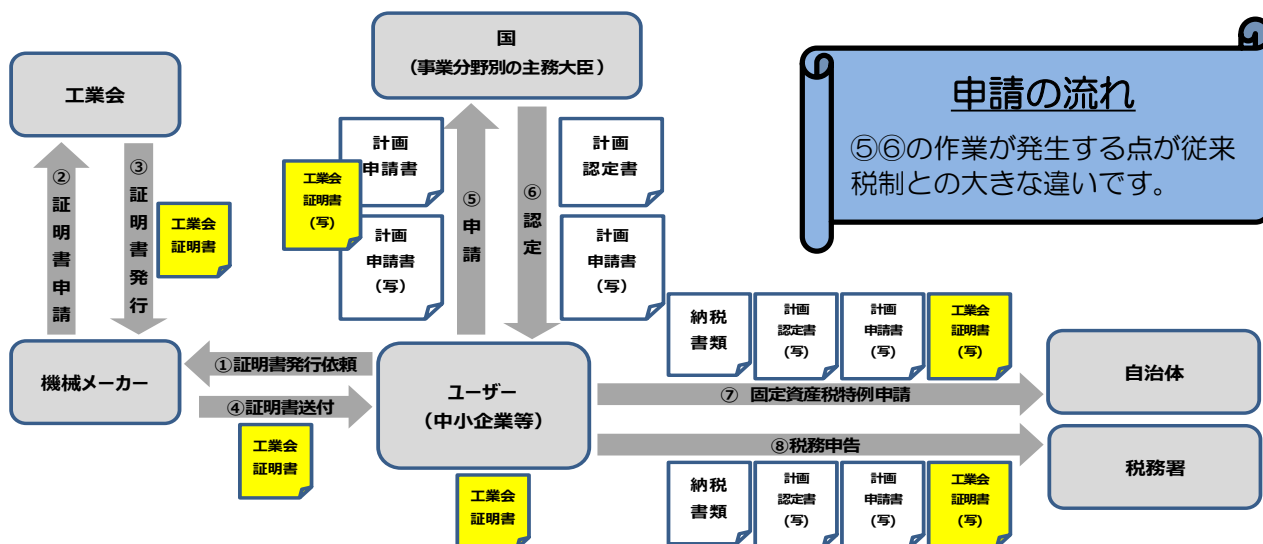 国
(事業分野別の主務大臣)
工業会
申請の流れ
⑤⑥の作業が発生する点が従来
税制との大きな違いです。
②証明書申請
③証明書発行
工業会
証明書
工業会
証明書
(写)
計画
申請書
計画
申請書
(写)
⑤申請
⑥認定
計画
認定書
計画
申請書
(写)
機械メーカー
①証明書発行依頼
④証明書送付
工業会
証明書
ユーザー
(中小企業等)
工業会
証明書
納税
書類
計画
認定書
(写)
計画
申請書
(写)
工業会
証明書
(写)
⑦ 固定資産税特例申請
自治体
⑧税務申告
税務署
納税
書類
計画
認定書
(写)
計画
申請書
(写)
工業会
証明書
(写)